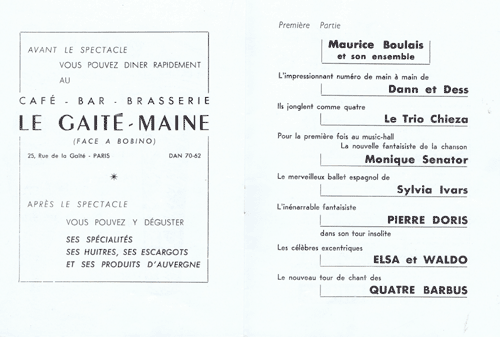 AVANT LE SPECTACLE
VOUS POUVEZ DINER RAPIDEMENT
AU
CAFÉ - BAR - BRASSERIE
LE GAITÉ-MAINE
(FACE A BOBINO)
25, Rue de la Gaîté - PARIS DAN 70-62
*
APRÈS LE SPECTACLE
VOUS POUVEZ Y DÉGUSTER
SES SPÉCIALITÉS
SES HUITRES, SES ESCARGOTS
ET SES PRODUITS D'AUVERGNE
Première Partie
Maurice Boulais
et son ensemble
L'impressionnant numéro de main à main de
Dann et Dess
Ils jonglent comme quatre
Le Trio Chieza
Pour la première fois au music-hall
La nouvelle fantaisiste de la chanson
Monique Senator
Le merveilleux ballet espagnol de
Sylvia Ivars
L'inénarrable fantaisiste
PIERRE DORIS
dans son tour insolite
Les célèbres excentriques
ELSA et WALDO
Le nouveau tour de chant des
QUATRE BARBUS